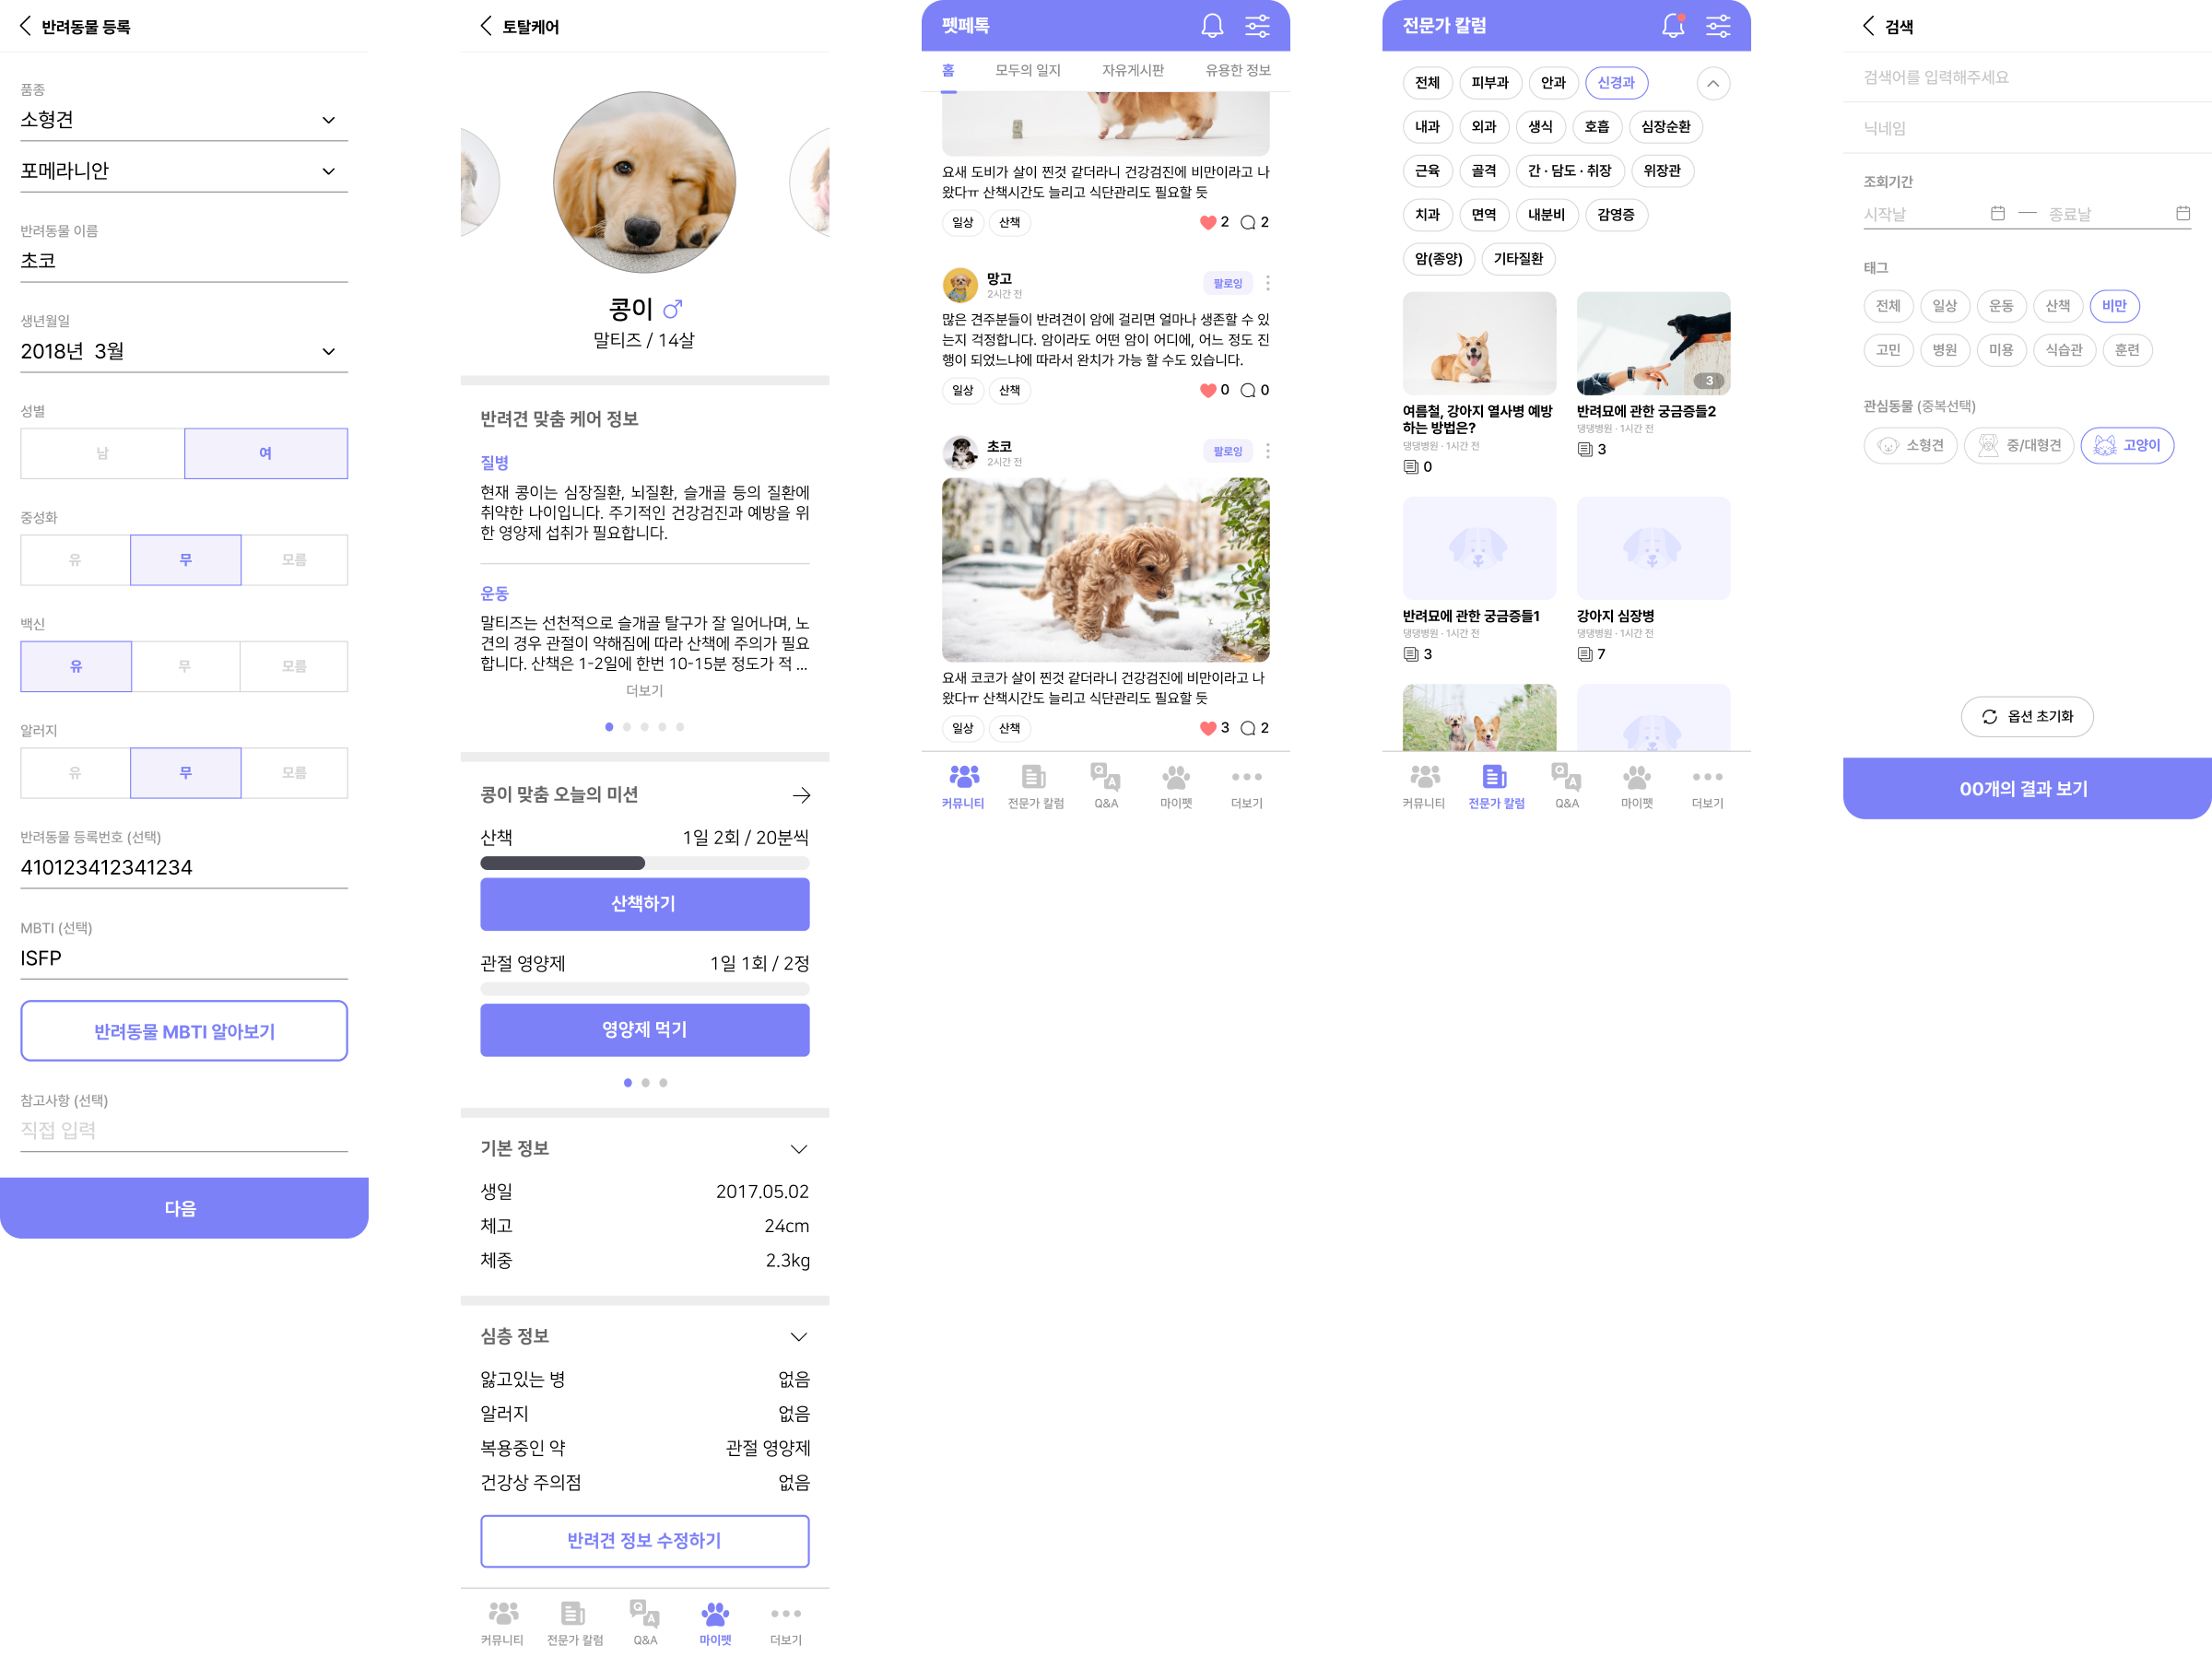 반려동물 등록
품종
소형견
포메라니안
반려동물 이름
초코
생년월일
2018년 3월
성별
남 여
중성화
유 무 모름
백신
유 무 모름
알러지
유 무 모름
반려동물 등록번호 (선택)
410123412341234
MBTI (선택)
ISFP
반려동물 MBTI 알아보기
참고사항 (선택)
직접 입력
다음
토탈케어
콩이
말티즈 / 14살
반려견 맞춤 케어 정보
질병
현재 콩이는 심장질환, 뇌질환, 슬개골 등의 질환에
취약한 나이입니다. 주기적인 건강검진과 예방을 위
한 영양제 섭취가 필요합니다.
운동
말티즈는 선천적으로 슬개골 탈구가 잘 일어나며, 노
견의 경우 관절이 약해짐에 따라 산책에 주의가 필요
합니다. 산책은 1-2일에 한번 10-15분 정도가 적 ...
더보기
콩이 맞춤 오늘의 미션
산책 1일 2회 / 20분씩
산책하기
관절 영양제 1일 1회 / 2정
영양제 먹기
기본 정보
생일 2017.05.02
체고 24cm
체중 2.3kg
심층 정보
앓고있는 병 없음
알러지 없음
복용중인 약 관절 영양제
건강상 주의점 없음
반려견 정보 수정하기
커뮤니티 전문가 칼럼 Q&A 마이펫 더보기
펫페톡
홈 모두의 일지 자유게시판 유용한 정보
요새 도비가 살이 찐것 같더라니 건강검진에 비만이라고 나
왔다ㅠ 산책시간도 늘리고 식단관리도 필요할 듯
일상 산책 2 2
망고
2시간 전
팔로잉
많은 견주분들이 반려견이 암에 걸리면 얼마나 생존할 수 있
는지 걱정합니다. 암이라도 어떤 암이 어디에, 어느 정도 진
행이 되었느냐에 따라서 완치가 가능 할 수도 있습니다.
일상 산책 0 0
초코
2시간 전
팔로잉
요새 코코가 살이 찐것 같더라니 건강검진에 비만이라고 나
왔다ㅠ 산책시간도 늘리고 식단관리도 필요할 듯
일상 산책 3 2
커뮤니티 전문가 칼럼 Q&A 마이펫 더보기
전문가 칼럼
전체 피부과 안과 신경과
내과 외과 생식 호흡 심장순환
근육 골격 간 · 담도 · 취장 위장관
치과 면역 내분비 감영증
암(종양) 기타질환
여름철, 강아지 열사병 예방
하는 방법은?
댕댕병원 · 1시간 전
0
3
반려묘에 관한 궁금증들2
댕댕병원 · 1시간 전
3
반려묘에 관한 궁금증들1
댕댕병원 · 1시간 전
3
강아지 심장병
댕댕병원 · 1시간 전
7
커뮤니티 전문가 칼럼 Q&A 마이펫 더보기
검색
검색어를 입력해주세요
닉네임
조회기간
시작날 — 종료날
태그
전체 일상 운동 산책 비만
고민 병원 미용 식습관 훈련
관심동물 (중복선택)
소형견 중/대형견 고양이
옵션 초기화
00개의 결과 보기